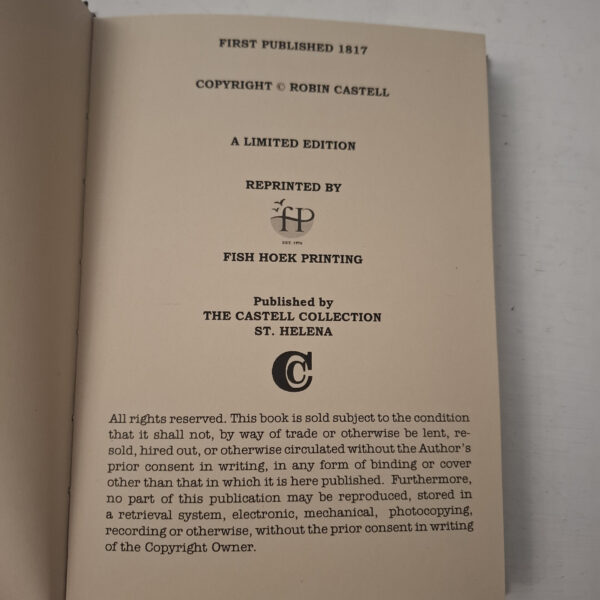 FIRST PUBLISHED 1817
COPYRIGHT © ROBIN CASTELL
A LIMITED EDITION
REPRINTED BY
fHP
EST. 1976
FISH HOEK PRINTING
Published by
THE CASTELL COLLECTION
ST. HELENA
CC
All rights reserved. This book is sold subject to the condition
that it shall not, by way of trade or otherwise be lent, re-
sold, hired out, or otherwise circulated without the Author's
prior consent in writing, in any form of binding or cover
other than that in which it is here published. Furthermore,
no part of this publication may be reproduced, stored in
a retrieval system, electronic, mechanical, photocopying,
recording or otherwise, without the prior consent in writing
of the Copyright Owner.